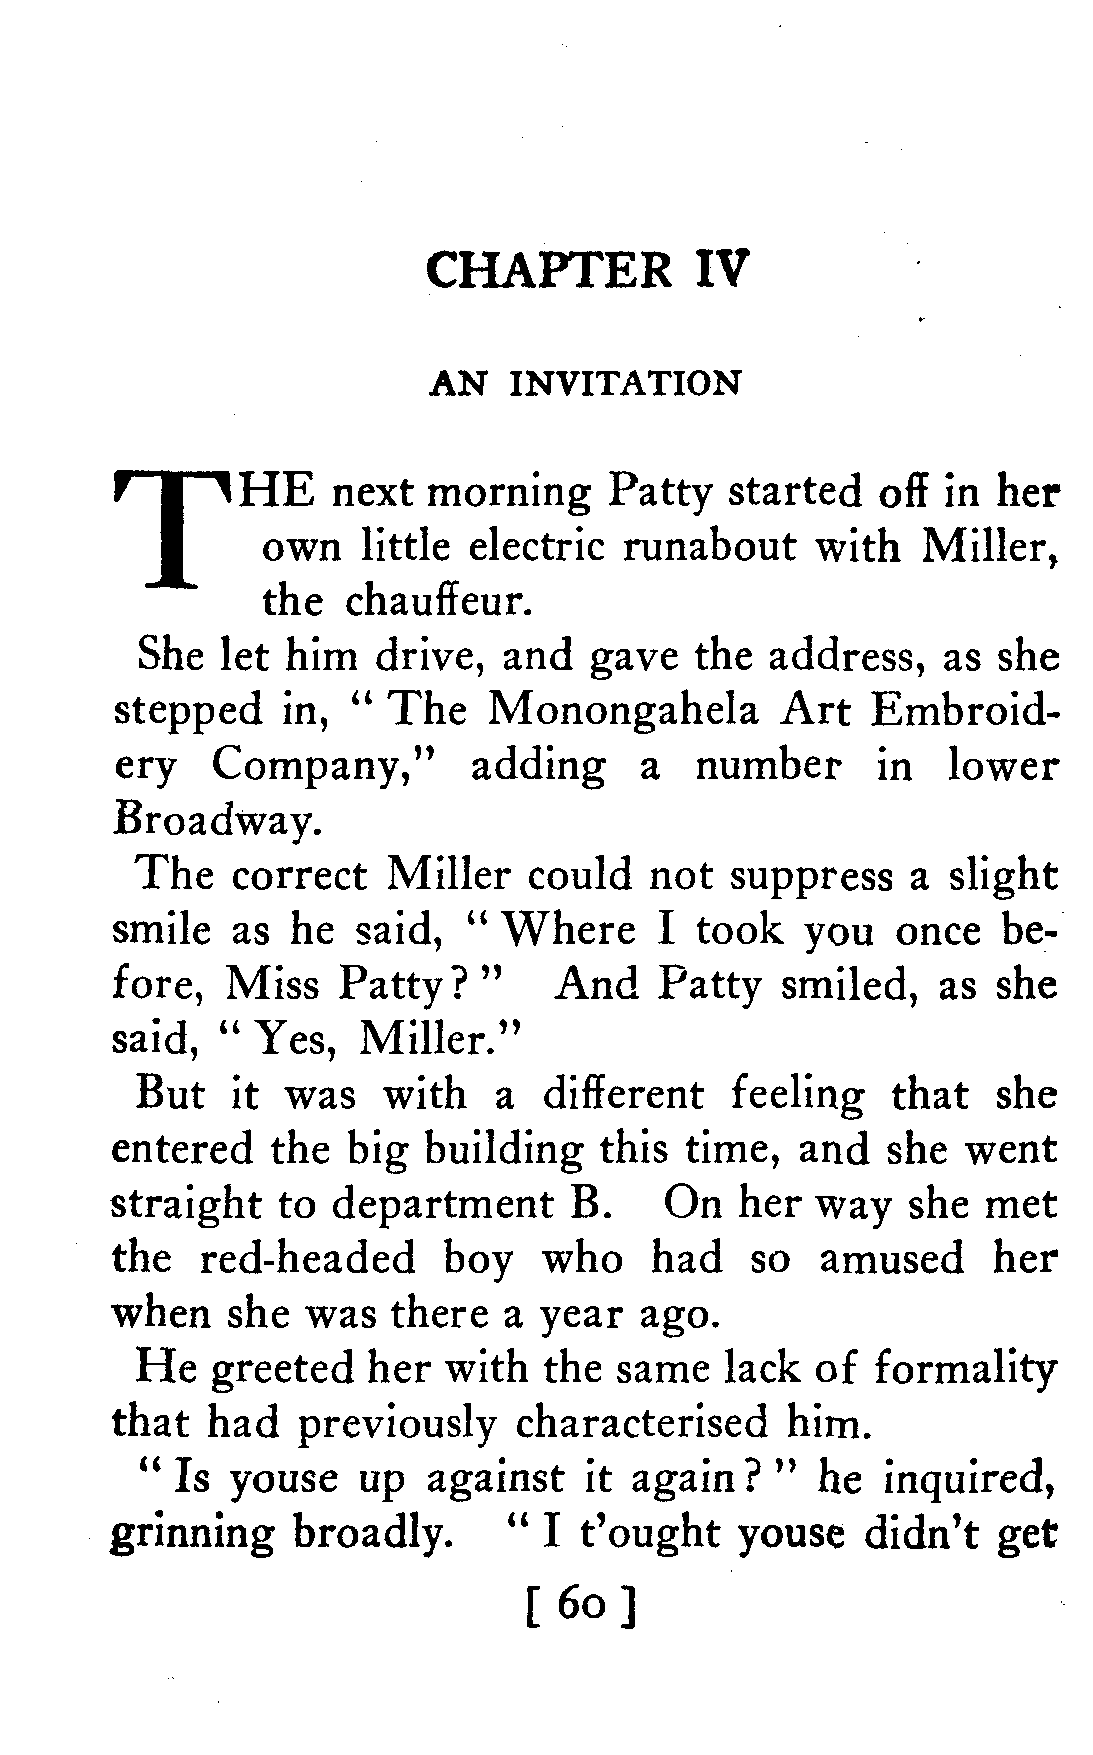 CHAPTER IV
AN INVITATION
THE next morning Patty started off in her
own little electric runabout with Miller,
the chauffeur.
She let him drive, and gave the address, as she
stepped in, " The Monongahela Art Embroid-
ery Company," adding a number in lower
Broadway.
The correct Miller could not suppress a slight
smile as he said, " Where I took you once be-
fore, Miss Patty? " And Patty smiled, as she
said, " Yes, Miller."
But it was with a different feeling that she
entered the big building this time, and she went
straight to department B. On her way she met
the red-headed boy who had so amused her
when she was there a year ago.
He greeted her with the same lack of formality
that had previously characterised him.
" Is youse up against it again? " he inquired,
grinning broadly. " I t'ought youse didn't get
[ 60 ]